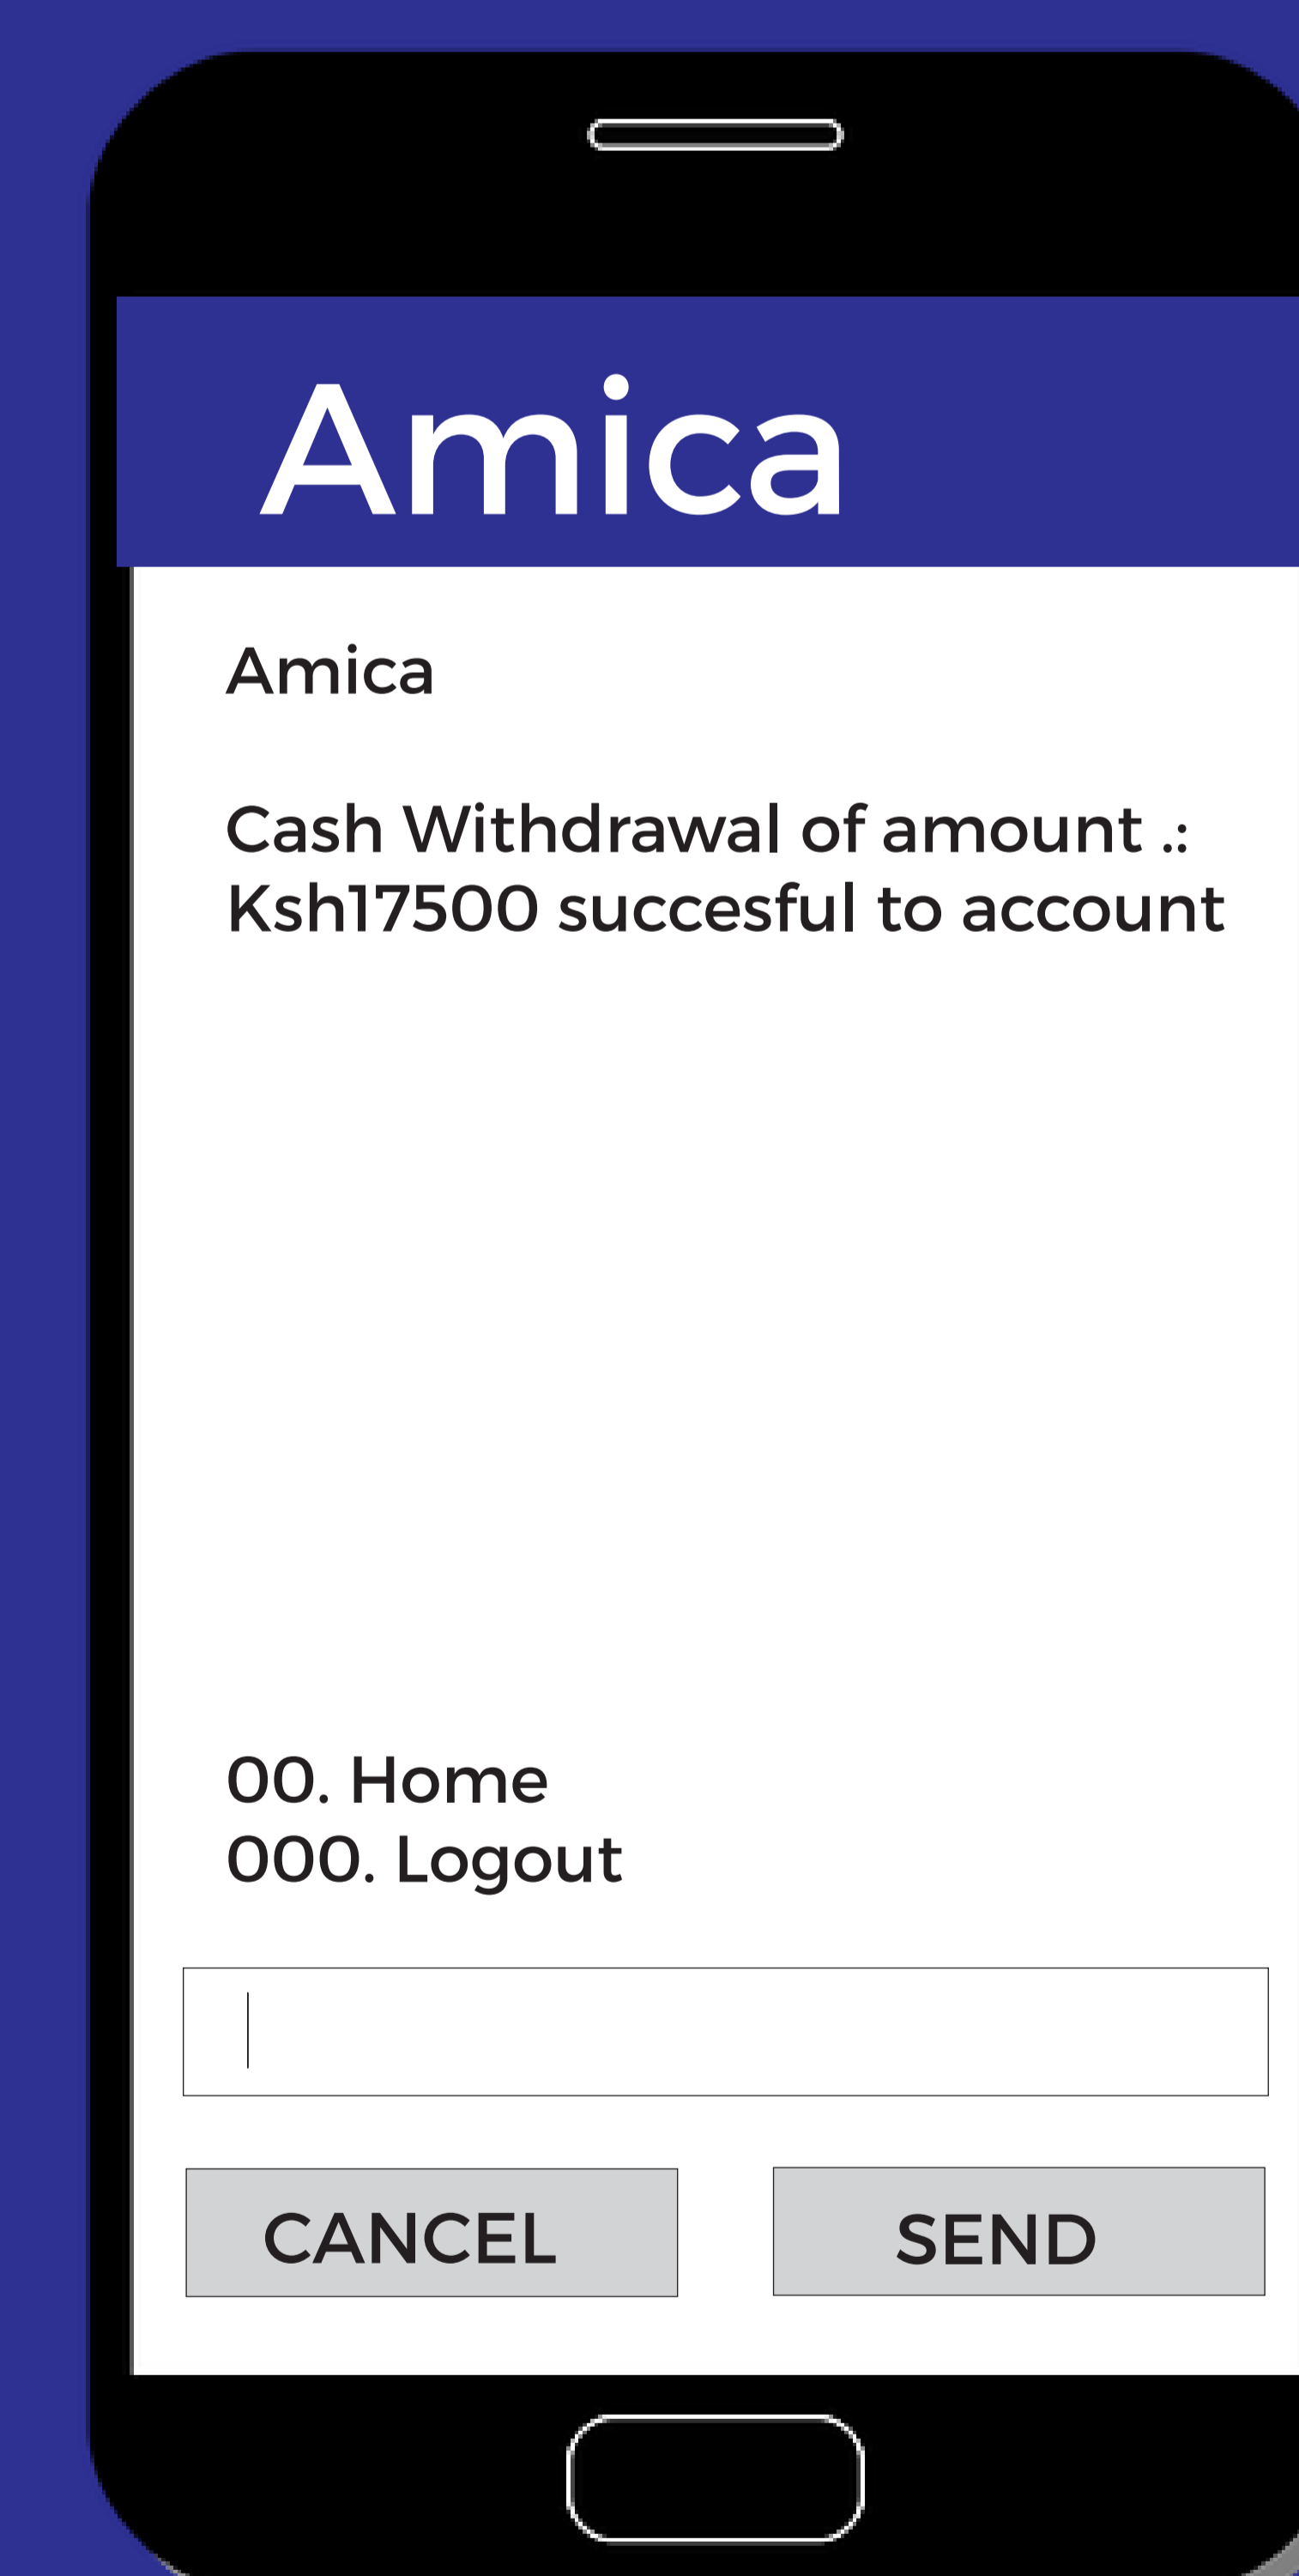 Amica
Amica
Cash Withdrawal of amount .:
Ksh17500 succesful to account
00. Home
000. Logout
CANCEL
SEND